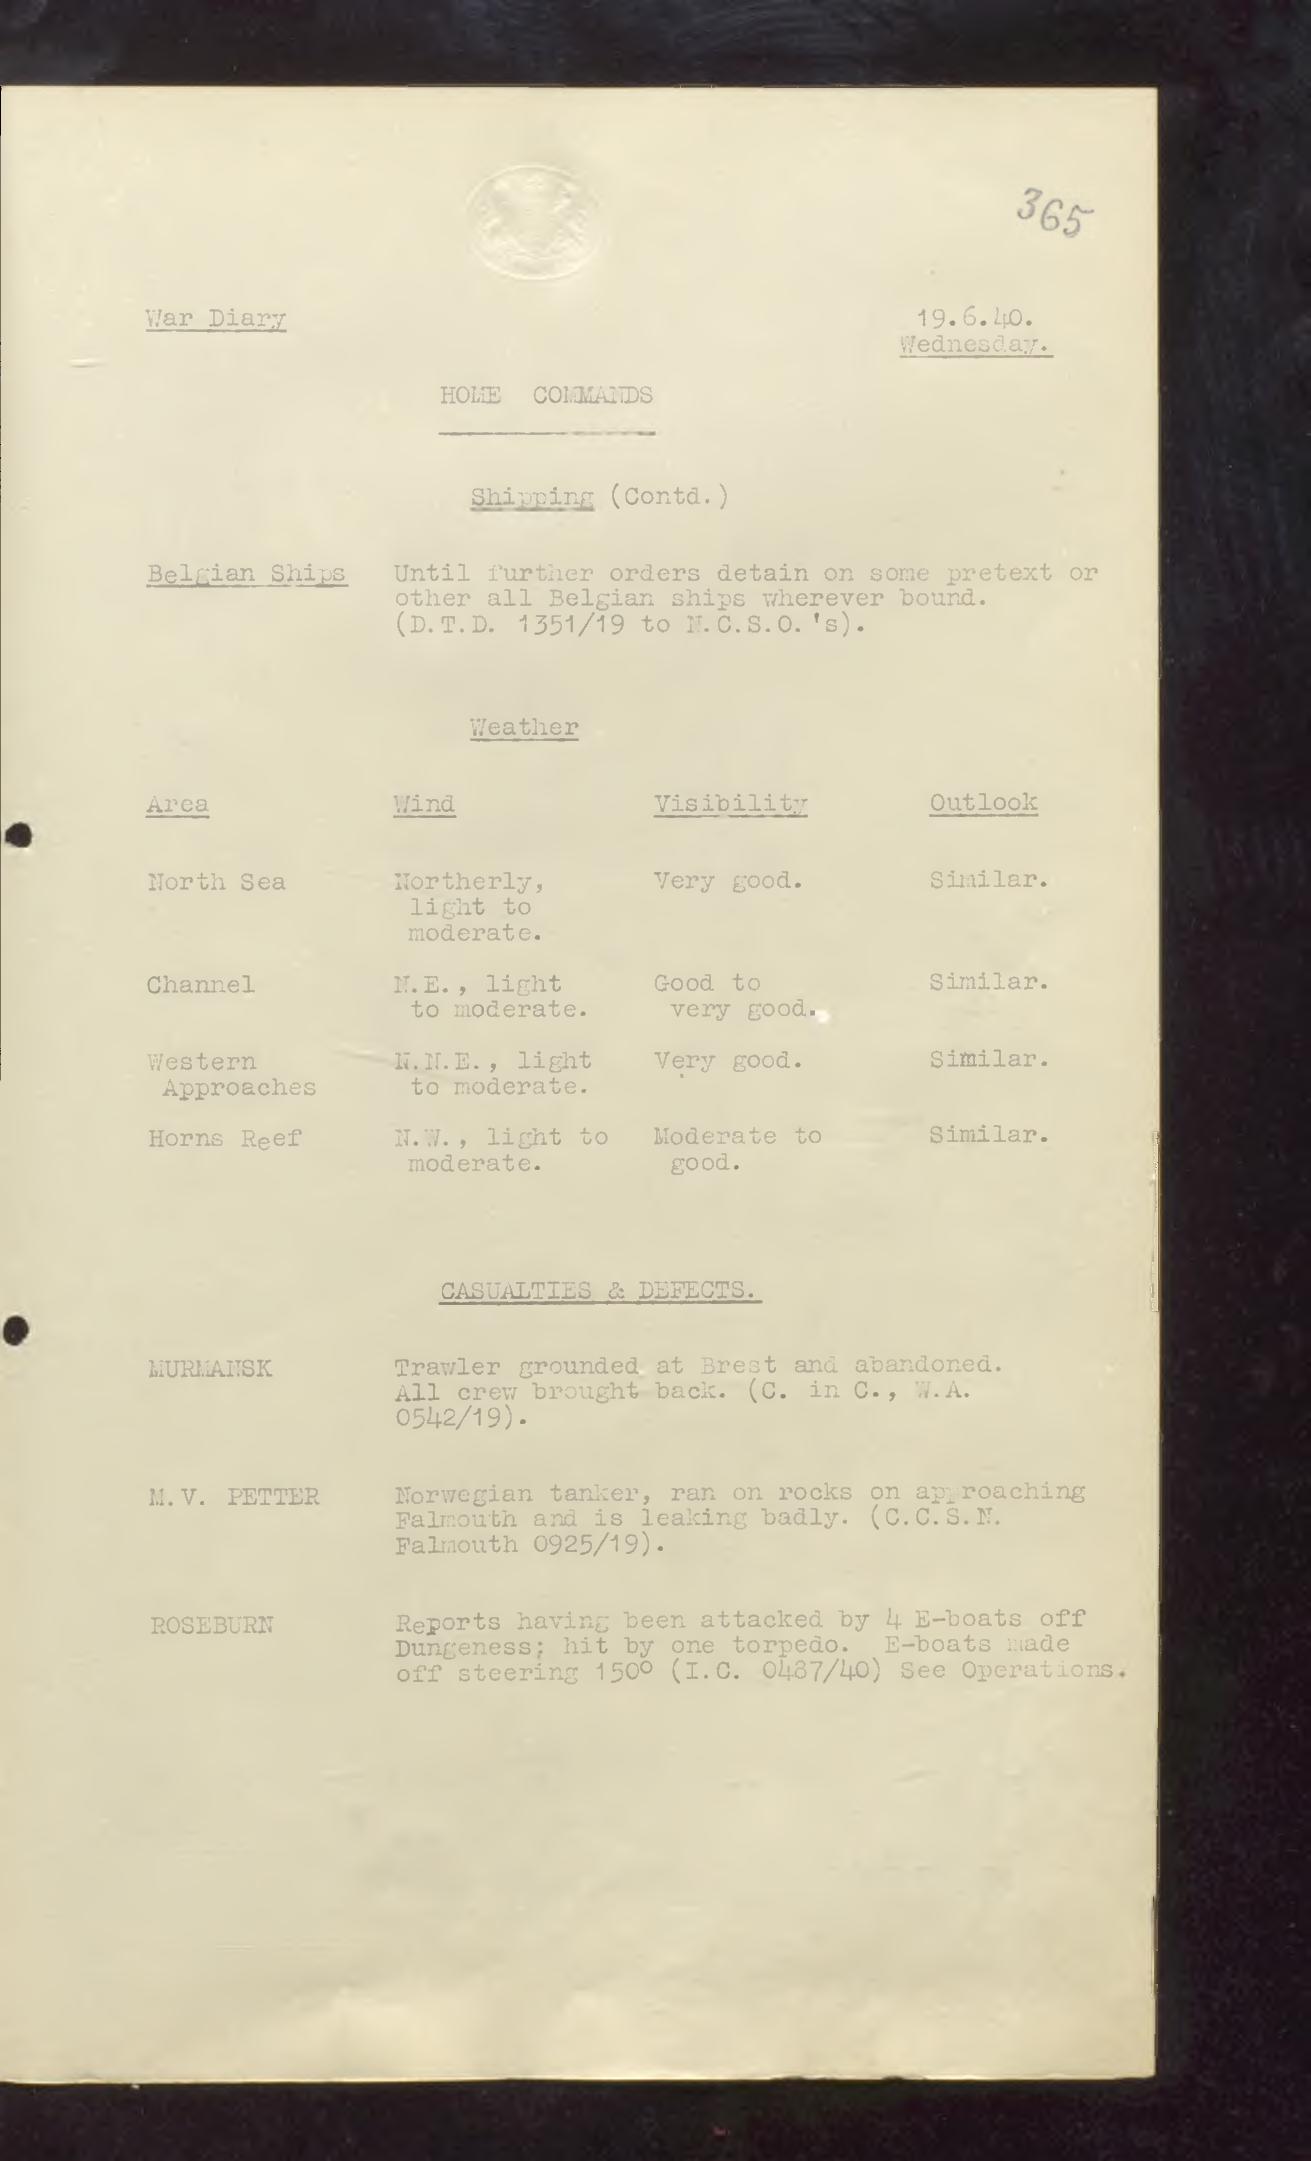 365
War Diary 19.6.40.
Wednesday.
HOME COMMANDS
Shipping (Contd.)
Belgian Ships Until further orders detain on some pretext or
other all Belgian ships wherever bound.
(D.T.D. 1351/19 to N.C.S.O.'s).
Weather
Area Wind Visibility Outlook
North Sea Northerly, Very good. Similar.
light to
moderate.
Channel N.E., light Good to Similar.
to moderate. very good.
Western N.N.E., light Very good. Similar.
Approaches to moderate.
Horns Reef N.W., light to Moderate to Similar.
moderate. good.
CASUALTIES & DEFECTS.
MURMANSK Trawler grounded at Brest and abandoned.
All crew brought back. (C. in C., W.A.
0542/19).
M.V. PETTER Norwegian tanker, ran on rocks on approaching
Falmouth and is leaking badly. (C.C.S.N.
Falmouth 0925/19).
ROSEBURN Reports having been attacked by 4 E-boats off
Dungeness; hit by one torpedo. E-boats made
off steering 150° (I.C. 0487/40) See Operations.